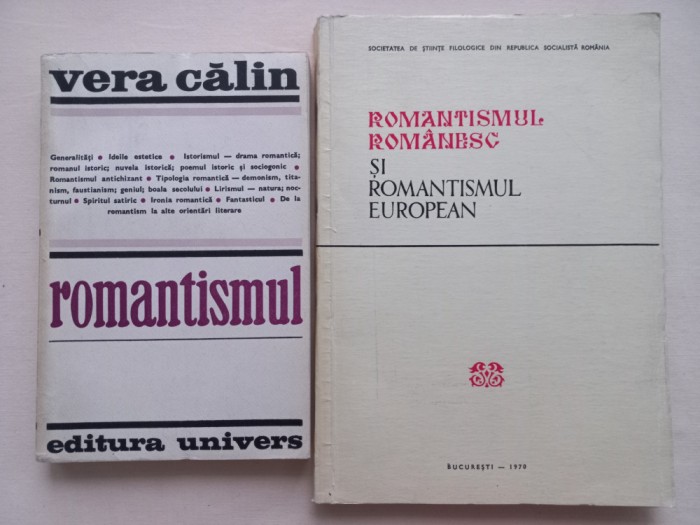 vera călin
Generalități • Ideile estetice • Istorismul — drama romantică;
romanul istoric; nuvela istorică; poemul istoric și sociogonic •
Romantismul antichizant • Tipologia romantică — demonism, tita-
nism, faustianism; geniul; boala secolului • Lirismul — natura; noc-
turnul • Spiritul satiric • Ironia romantică • Fantasticul • De la
romantism la alte orientări literare
romantismul
editura univers
SOCIETATEA DE ȘTIINȚE FILOLOGICE DIN REPUBLICA SOCIALISTĂ ROMÂNIA
ROMANTISMUL
ROMÂNESC
ȘI
ROMANTISMUL
EUROPEAN
BUCUREȘTI — 1970